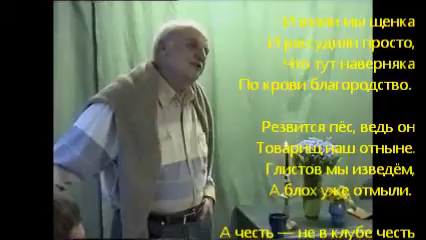 И взяли мы щенка
И рассудили просто,
Что тут наверняка
По крови благородство.
Резвится пёс, ведь он
Товарищ наш отныне.
Глистов мы изведём,
А блох уже отмыли.
А честь — не в клубе честь